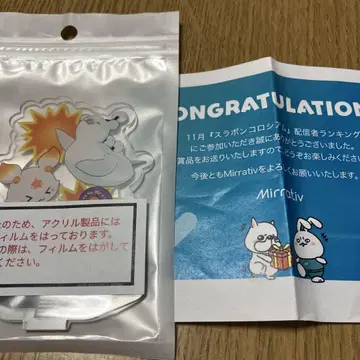 のため、アクリル製品には
ィルムをはっております。
の際は、フィルムをはがして
ください。
ONGRATULATION
11月『スラポンコロシアム』配信者ランキング
にご参加いただき誠にありがとうございました。
賞品をお送りいたしますのでどうぞお楽しみください
今後ともMirrativをよろしくお願いいたします。
Mirrativ